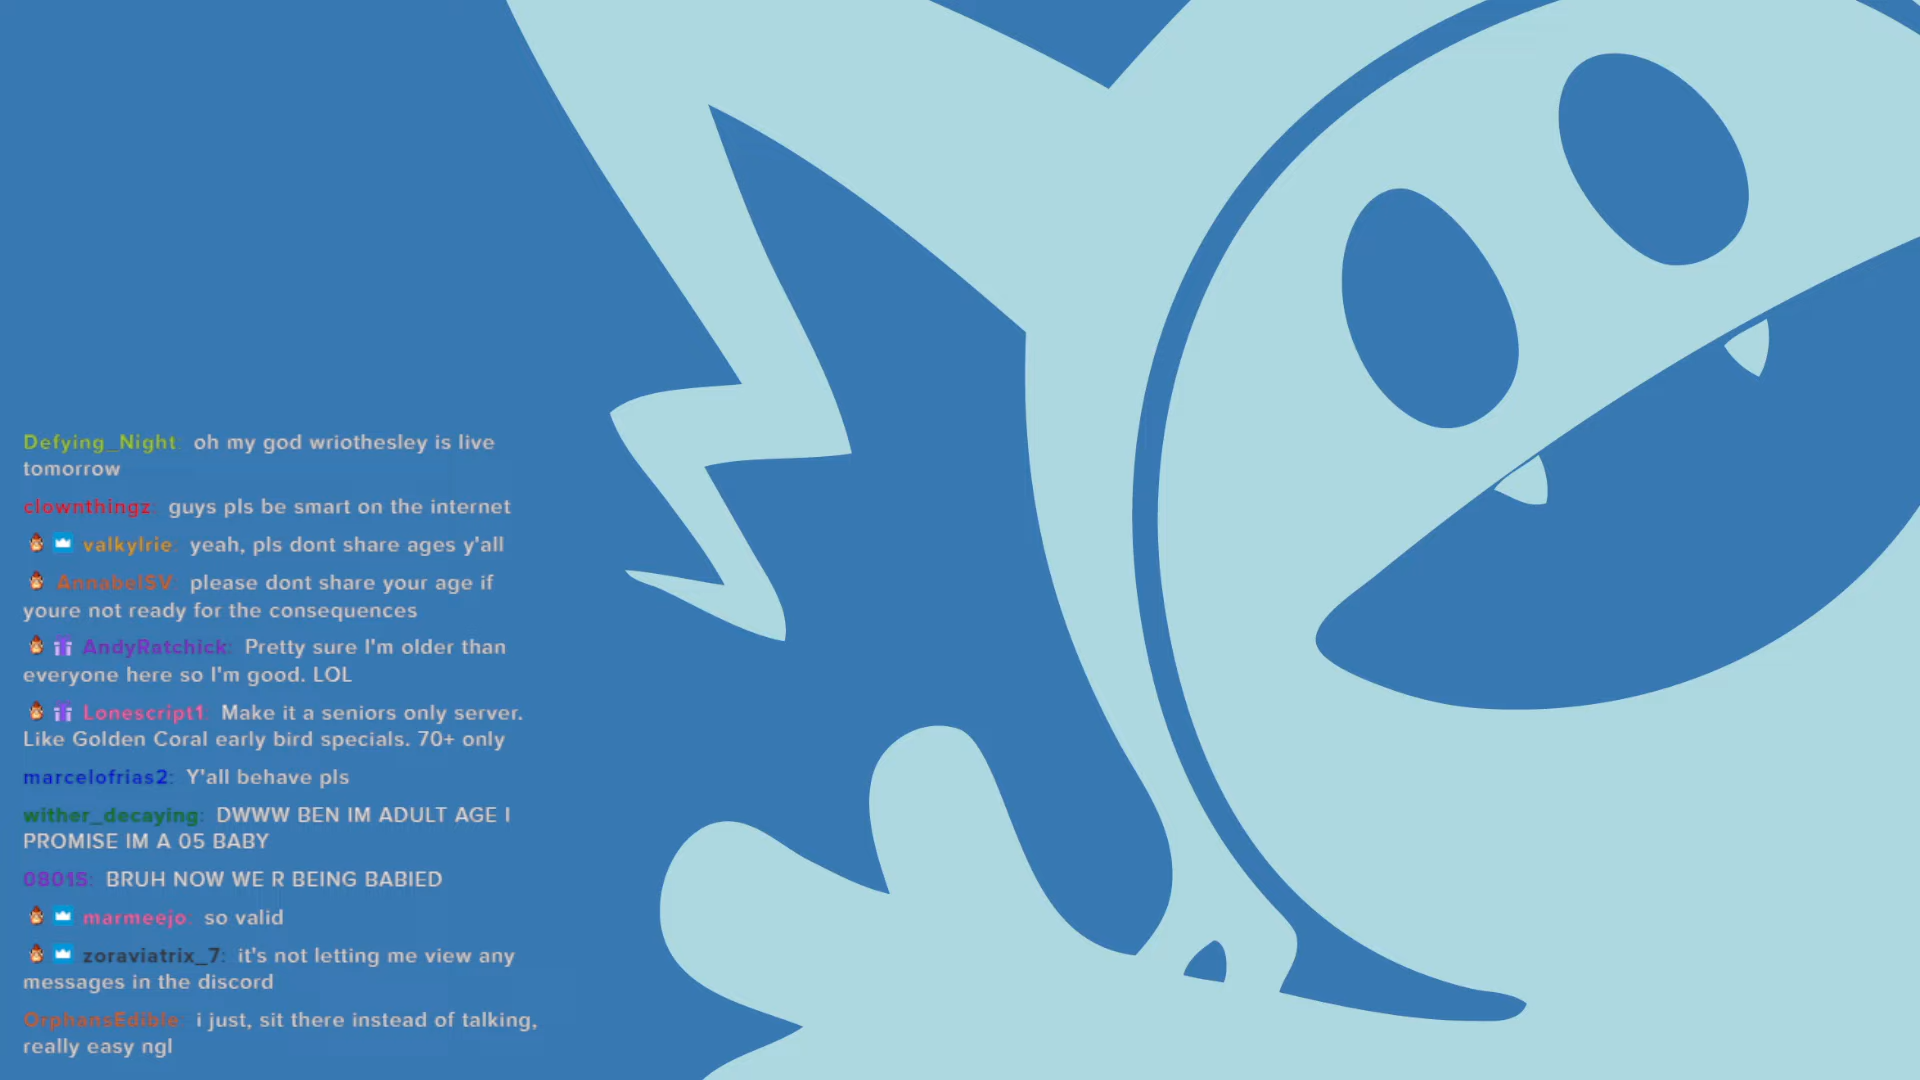 Defying_Night: oh my god wriothesley is live
tomorrow
clownthingz: guys pls be smart on the internet
valkylrie: yeah, pls dont share ages y'all
AnnabelSV: please dont share your age if
youre not ready for the consequences
AndyRatchick: Pretty sure I'm older than
everyone here so I'm good. LOL
Lonescript1: Make it a seniors only server.
Like Golden Coral early bird specials. 70+ only
marcelofrias2: Y'all behave pls
wither_decaying: DWWW BEN IM ADULT AGE I
PROMISE IM A 05 BABY
0801S: BRUH NOW WE R BEING BABIED
marmeejo: so valid
zoraviatrix_7: it's not letting me view any
messages in the discord
OrphansEdible: i just, sit there instead of talking,
really easy ngl